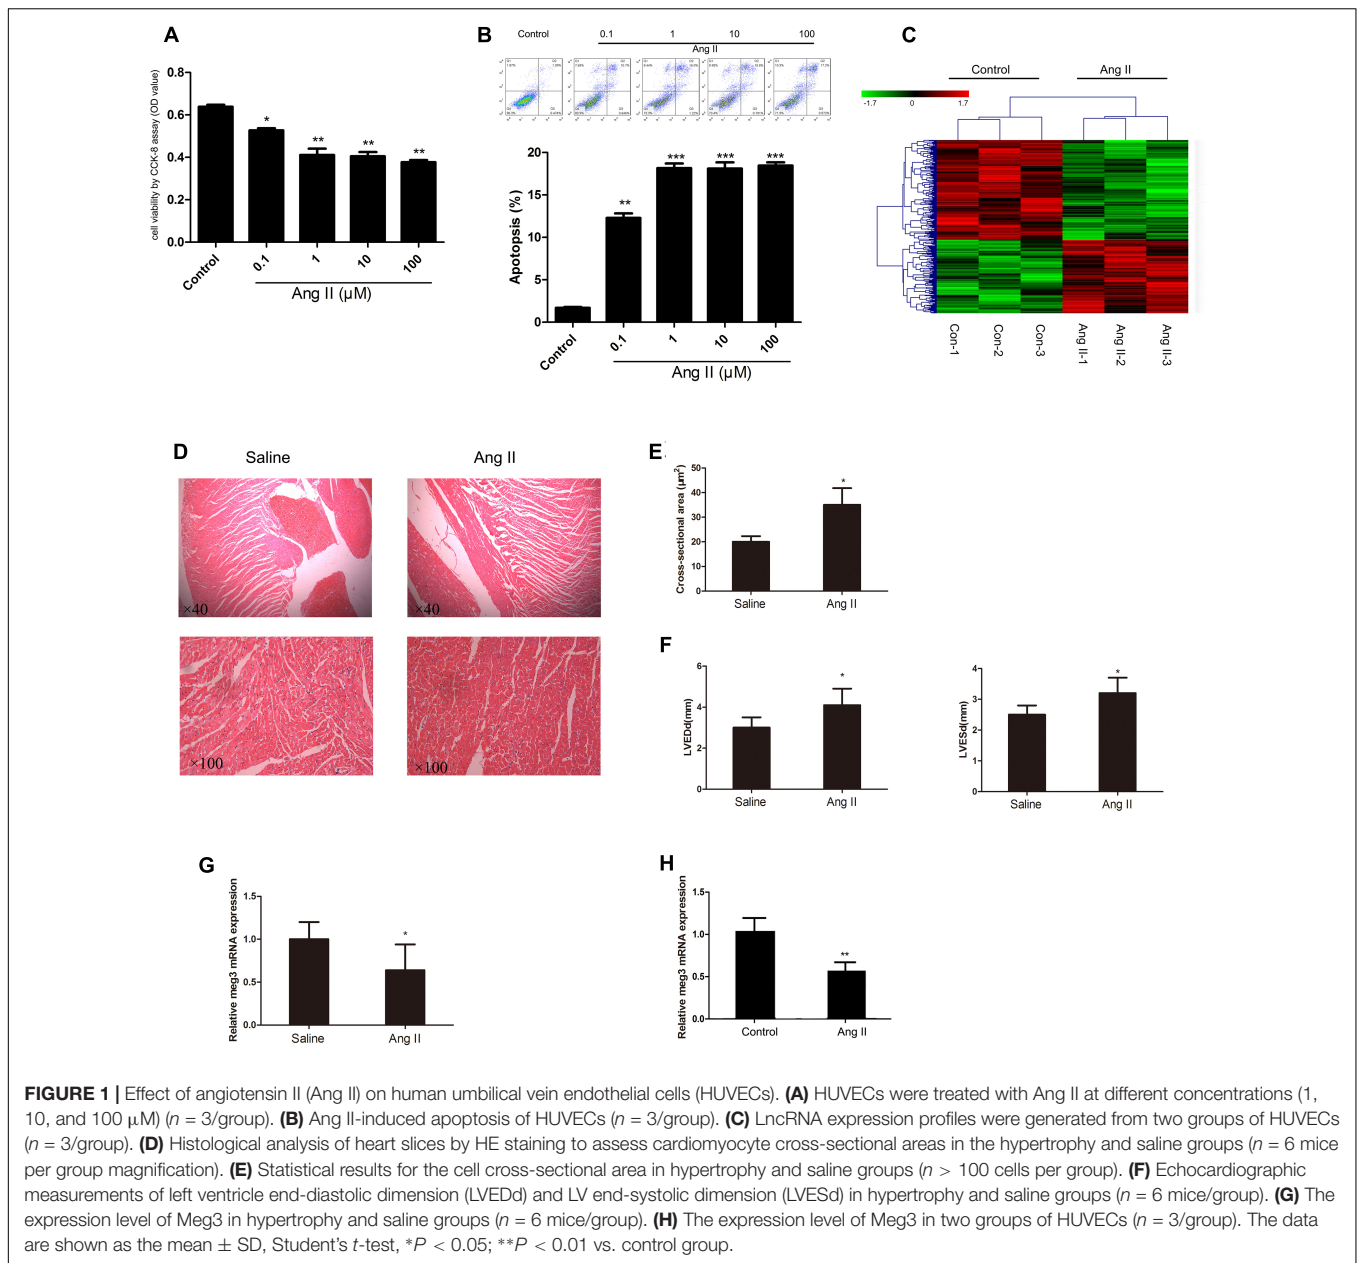 A
cell viability by CCK-8 assay (OD value)
0.8
0.6
0.4
0.2
0.0
*
**
**
**
Control
0.1
1
10
100
Ang II (μM)
B
Control
0.1
1
10
100
Ang II
Apotopsis (%)
20
15
10
5
0
**
***
***
***
Control
0.1
1
10
100
Ang II (μM)
C
Control
Ang II
-1.7
0
1.7
Con-1
Con-2
Con-3
Ang II-1
Ang II-2
Ang II-3
D
Saline
Ang II
×40
×40
×100
×100
E
Cross-sectional area (μm²)
50
40
30
20
10
0
*
Saline
Ang II
F
LVEDd(mm)
6
4
2
0
*
Saline
Ang II
LVESd(mm)
4
3
2
1
0
*
Saline
Ang II
G
Relative meg3 mRNA expression
1.5
1.0
0.5
0.0
*
Saline
Ang II
H
Relative meg3 mRNA expression
1.5
1.0
0.5
0.0
**
Control
Ang II
FIGURE 1 | Effect of angiotensin II (Ang II) on human umbilical vein endothelial cells (HUVECs). (A) HUVECs were treated with Ang II at different concentrations (1,
10, and 100 μM) (n = 3/group). (B) Ang II-induced apoptosis of HUVECs (n = 3/group). (C) LncRNA expression profiles were generated from two groups of HUVECs
(n = 3/group). (D) Histological analysis of heart slices by HE staining to assess cardiomyocyte cross-sectional areas in the hypertrophy and saline groups (n = 6 mice
per group magnification). (E) Statistical results for the cell cross-sectional area in hypertrophy and saline groups (n > 100 cells per group). (F) Echocardiographic
measurements of left ventricle end-diastolic dimension (LVEDd) and LV end-systolic dimension (LVESd) in hypertrophy and saline groups (n = 6 mice/group). (G) The
expression level of Meg3 in hypertrophy and saline groups (n = 6 mice/group). (H) The expression level of Meg3 in two groups of HUVECs (n = 3/group). The data
are shown as the mean ± SD, Student's t-test, *P < 0.05; **P < 0.01 vs. control group.